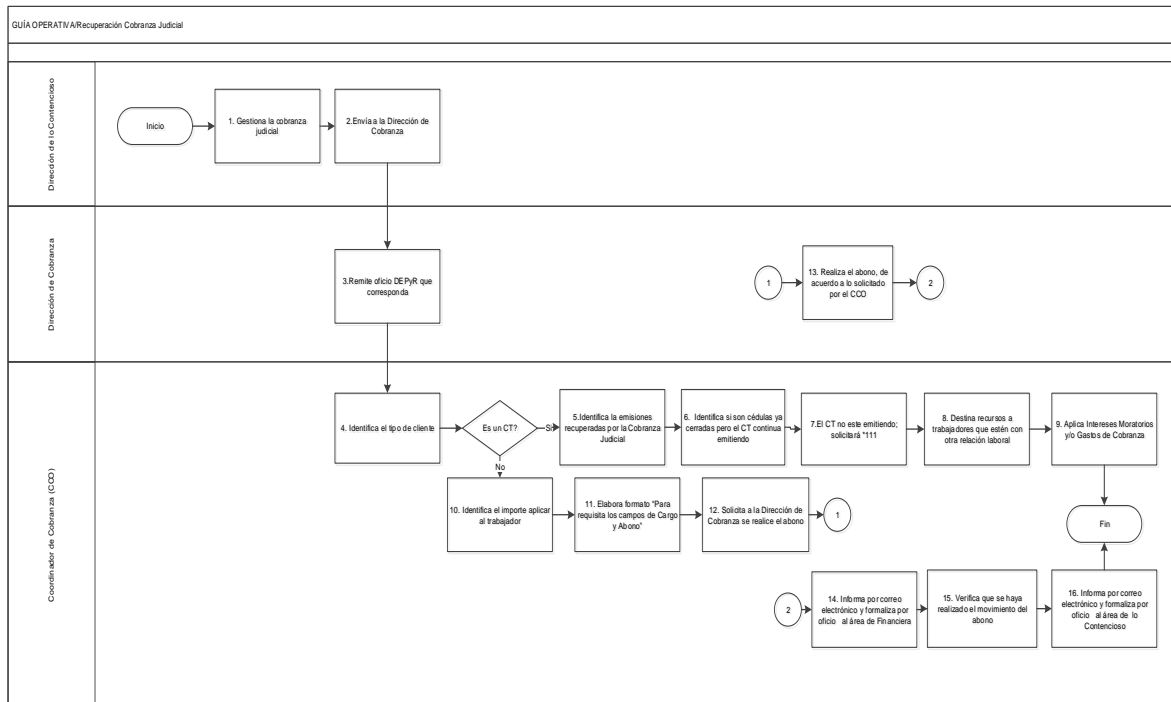 GUÍA OPERATIVA/Recuperación Cobranza Judicial
Dirección de lo Contencioso
Inicio
1. Gestiona la cobranza
judicial
2.Envía a la Dirección de
Cobranza
Dirección de Cobranza
3.Remite oficio DEPyR que
corresponda
1
13. Realiza el abono, de
acuerdo a lo solicitado
por el CCO
2
Coordinador de Cobranza (CCO)
4. Identifica el tipo de cliente
Es un CT?
Si
No
5.Identifica la emisiones
recuperadas por la Cobranza
Judicial
6. Identifica si son cédulas ya
cerradas pero el CT continua
emitiendo
7.El CT no este emitiendo;
solicitará "111
8. Destina recursos a
trabajadores que estén con
otra relación laboral
9. Aplica Intereses Moratorios
y/o Gastos de Cobranza
10. Identifica el importe aplicar
al trabajador
11. Elabora formato "Para
requisita los campos de Cargo
y Abono"
12. Solicita a la Dirección de
Cobranza se realice el abono
1
Fin
2
14. Informa por correo
electrónico y formaliza por
oficio al área de Financiera
15. Verifica que se haya
realizado el movimiento del
abono
16. Informa por correo
electrónico y formaliza por
oficio al área de lo
Contencioso